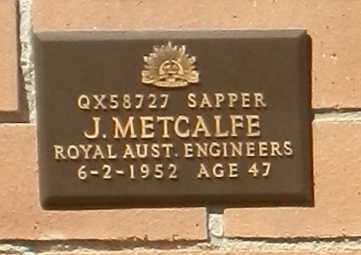 QX58727 SAPPER
J. METCALFE
ROYAL AUST. ENGINEERS
6-2-1952 AGE 47